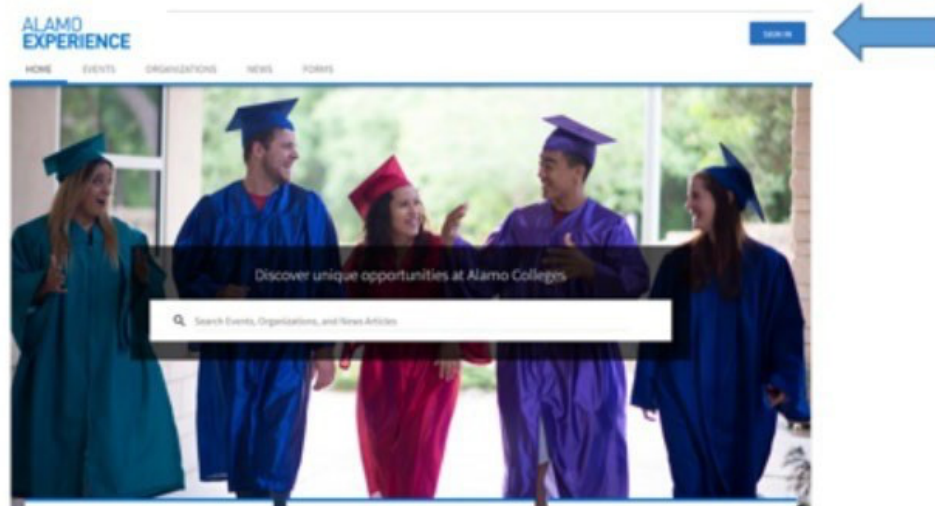 ALAMO
EXPERIENCE
SIGN IN
HOME EVENTS ORGANIZATIONS NEWS FORMS
Discover unique opportunities at Alamo Colleges
Search Events, Organizations, and News Articles